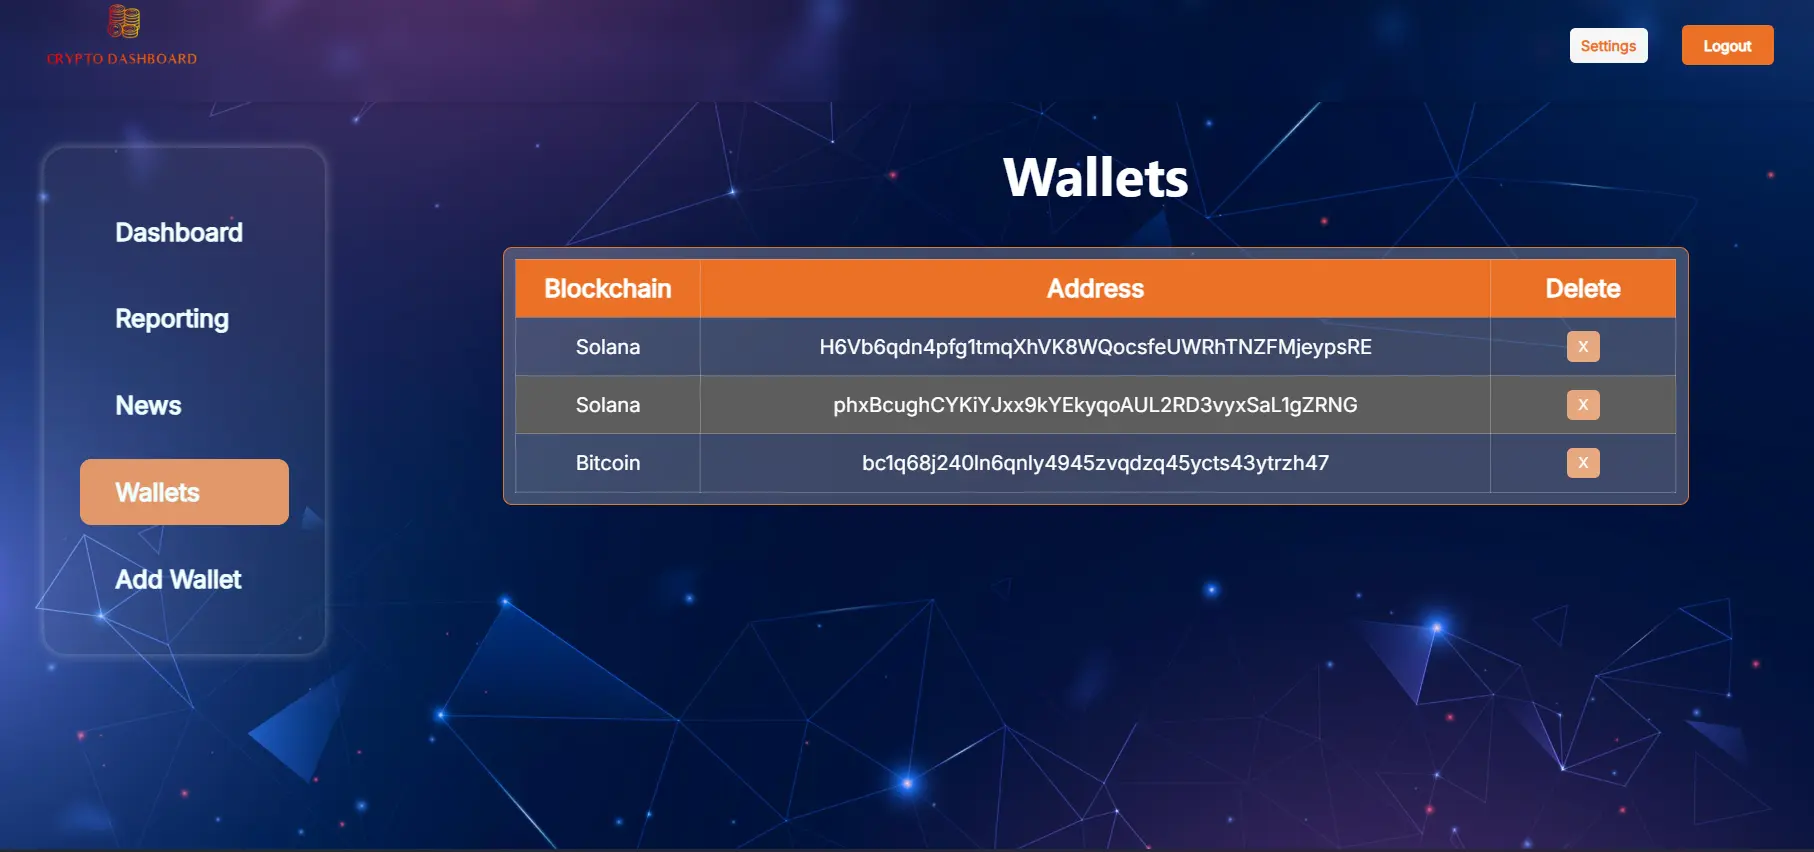 CRYPTO DASHBOARD
Settings
Logout
Dashboard
Reporting
News
Wallets
Add Wallet
Wallets
Blockchain Address Delete
Solana H6Vb6qdn4pfg1tmqXhVK8WQocsfeUWRhTNZFMjeypsRE X
Solana phxBcughCYKiYJxx9kYEkyqoAUL2RD3vyxSaL1gZRNG X
Bitcoin bc1q68j240ln6qnly4945zvqdzq45ycts43ytrzh47 X